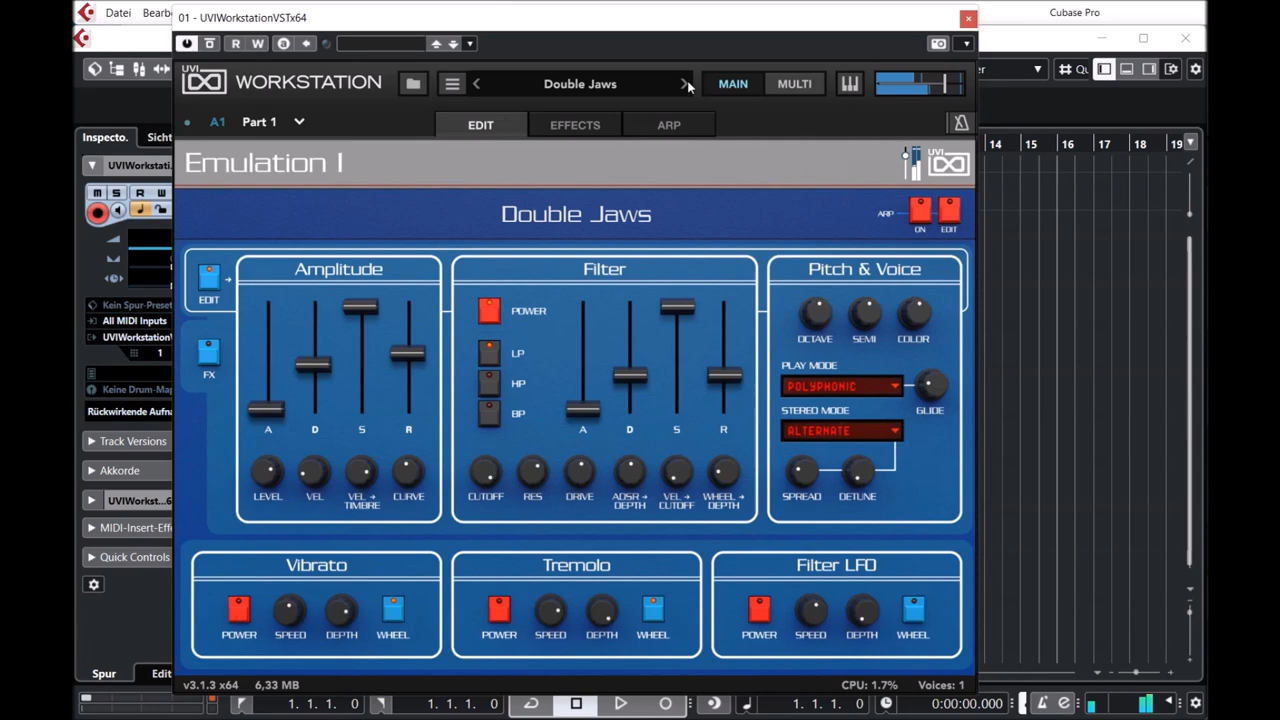 Datei Bearb
01 - UVIWorkstationVSTx64
Cubase Pro
R W
UVI
WORKSTATION
Double Jaws
MAIN
MULTI
A1 Part 1
EDIT
EFFECTS
ARP
Inspecto. Sicht
UVIWorkstati
M S R W
Kein Spur-Preset
All MIDI Inputs
UVIWorkstationV
1
Keine Drum-Ma
Rückwirkende Aufna
Track Versions
Akkorde
UVIWorkst...6
MIDI-Insert-Effe
Quick Controls
Spur Edit
14 15 16 17 18 19
Emulation I
UVI
Double Jaws
ARP
ON
EDIT
EDIT
FX
Amplitude
A D S R
LEVEL
VEL
VEL→
TIMBRE
CURVE
Filter
POWER
LP
HP
BP
A D S R
CUTOFF
RES
DRIVE
ADSR→
DEPTH
VEL→
CUTOFF
WHEEL→
DEPTH
Pitch & Voice
OCTAVE
SEMI
COLOR
PLAY MODE
POLYPHONIC
GLIDE
STEREO MODE
ALTERNATE
SPREAD
DETUNE
Vibrato
POWER SPEED DEPTH WHEEL
Tremolo
POWER SPEED DEPTH WHEEL
Filter LFO
POWER SPEED DEPTH WHEEL
v3.1.3 x64
6,33 MB
CPU: 1.7%
Voices: 1
1. 1. 1. 0
1. 1. 1. 0
1. 1. 1. 0
0:00:00.000